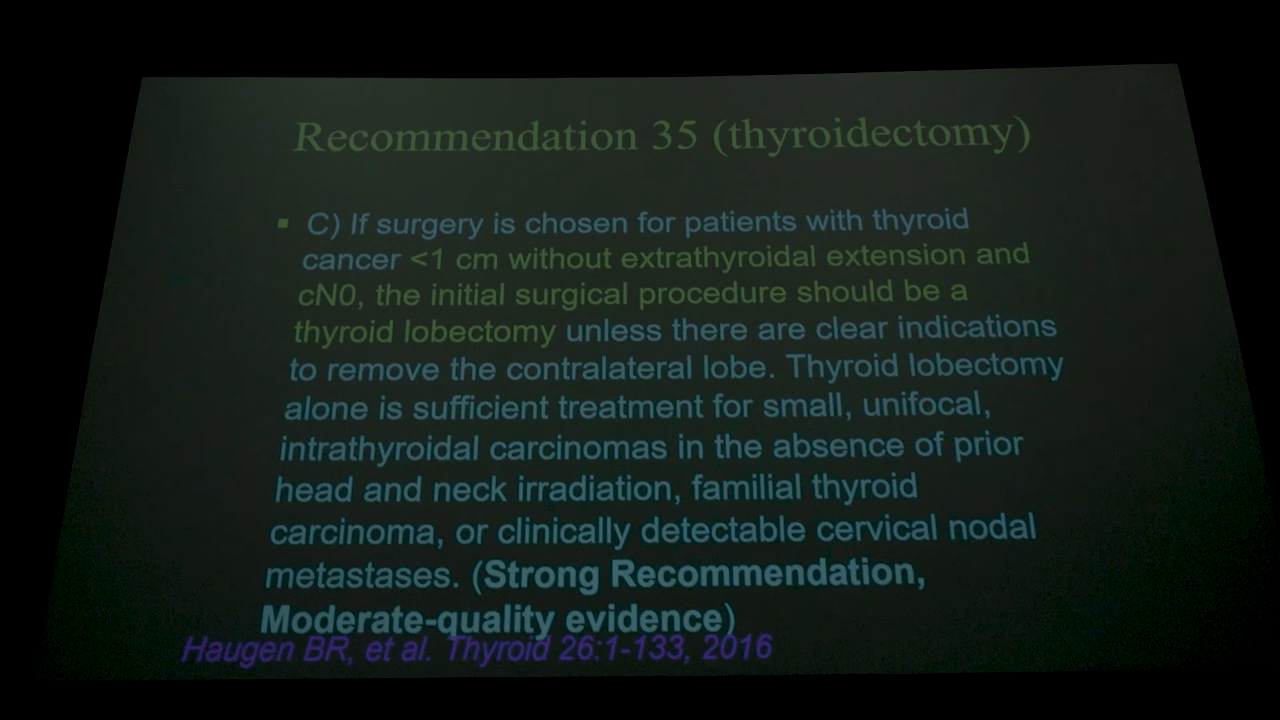 Recommendation 35 (thyroidectomy)
▪ C) If surgery is chosen for patients with thyroid
cancer <1 cm without extrathyroidal extension and
cN0, the initial surgical procedure should be a
thyroid lobectomy unless there are clear indications
to remove the contralateral lobe. Thyroid lobectomy
alone is sufficient treatment for small, unifocal,
intrathyroidal carcinomas in the absence of prior
head and neck irradiation, familial thyroid
carcinoma, or clinically detectable cervical nodal
metastases. (Strong Recommendation,
Moderate-quality evidence)
Haugen BR, et al. Thyroid 26:1-133, 2016